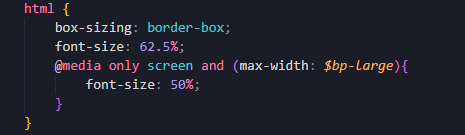 html {
box-sizing: border-box;
font-size: 62.5%;
@media only screen and (max-width: $bp-large){
font-size: 50%;
}
}